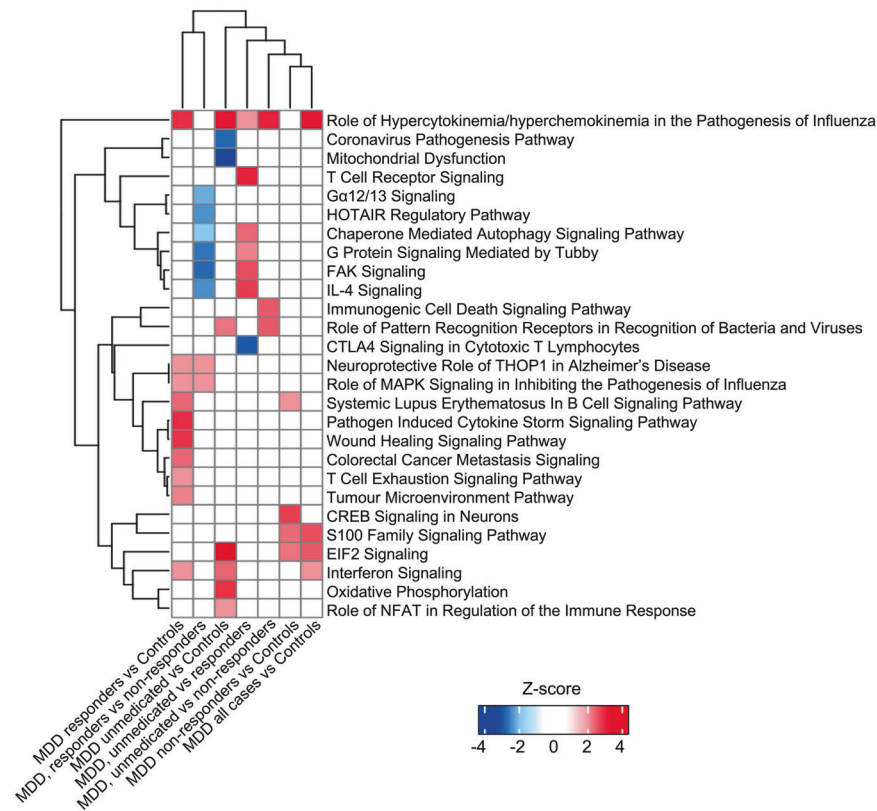 Role of Hypercytokinemia/hyperchemokinemia in the Pathogenesis of Influenza
Coronavirus Pathogenesis Pathway
Mitochondrial Dysfunction
T Cell Receptor Signaling
Gα12/13 Signaling
HOTAIR Regulatory Pathway
Chaperone Mediated Autophagy Signaling Pathway
G Protein Signaling Mediated by Tubby
FAK Signaling
IL-4 Signaling
Immunogenic Cell Death Signaling Pathway
Role of Pattern Recognition Receptors in Recognition of Bacteria and Viruses
CTLA4 Signaling in Cytotoxic T Lymphocytes
Neuroprotective Role of THOP1 in Alzheimer’s Disease
Role of MAPK Signaling in Inhibiting the Pathogenesis of Influenza
Systemic Lupus Erythematosus In B Cell Signaling Pathway
Pathogen Induced Cytokine Storm Signaling Pathway
Wound Healing Signaling Pathway
Colorectal Cancer Metastasis Signaling
T Cell Exhaustion Signaling Pathway
Tumour Microenvironment Pathway
CREB Signaling in Neurons
S100 Family Signaling Pathway
EIF2 Signaling
Interferon Signaling
Oxidative Phosphorylation
Role of NFAT in Regulation of the Immune Response
MDD responders vs Controls
MDD, responders vs non-responders
MDD unmedicated vs Controls
MDD, unmedicated vs responders
MDD, unmedicated vs non-responders
MDD non-responders vs Controls
MDD all cases vs Controls
Z-score
-4 -2 0 2 4